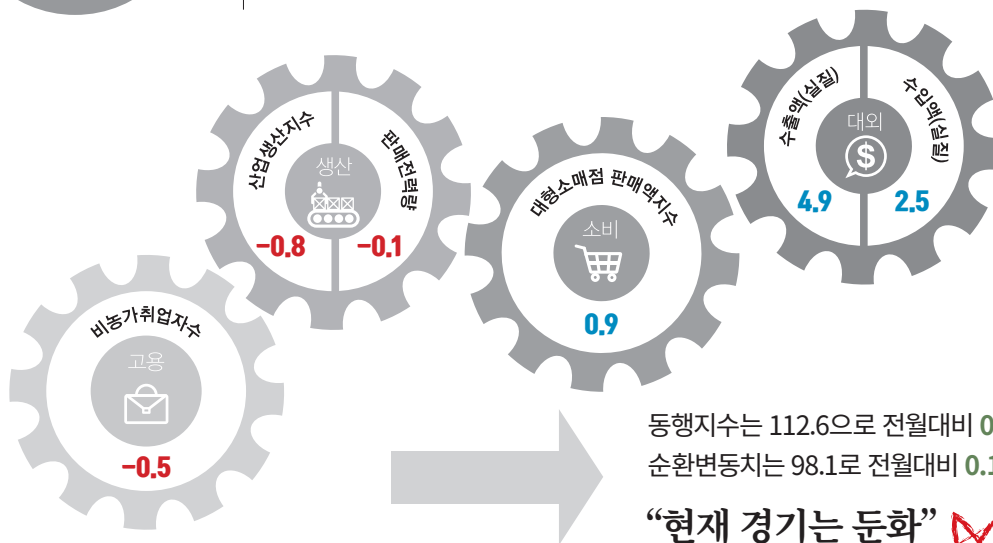 비농가취업자수
고용
-0.5
산업생산지수
판매전력량
생산
-0.8
-0.1
대형소매점 판매액지수
소비
0.9
수출액(실질)
수입액(실질)
대외
$
4.9
2.5
동행지수는 112.6으로 전월대비
순환변동치는 98.1로 전월대비
“현재 경기는 둔화”